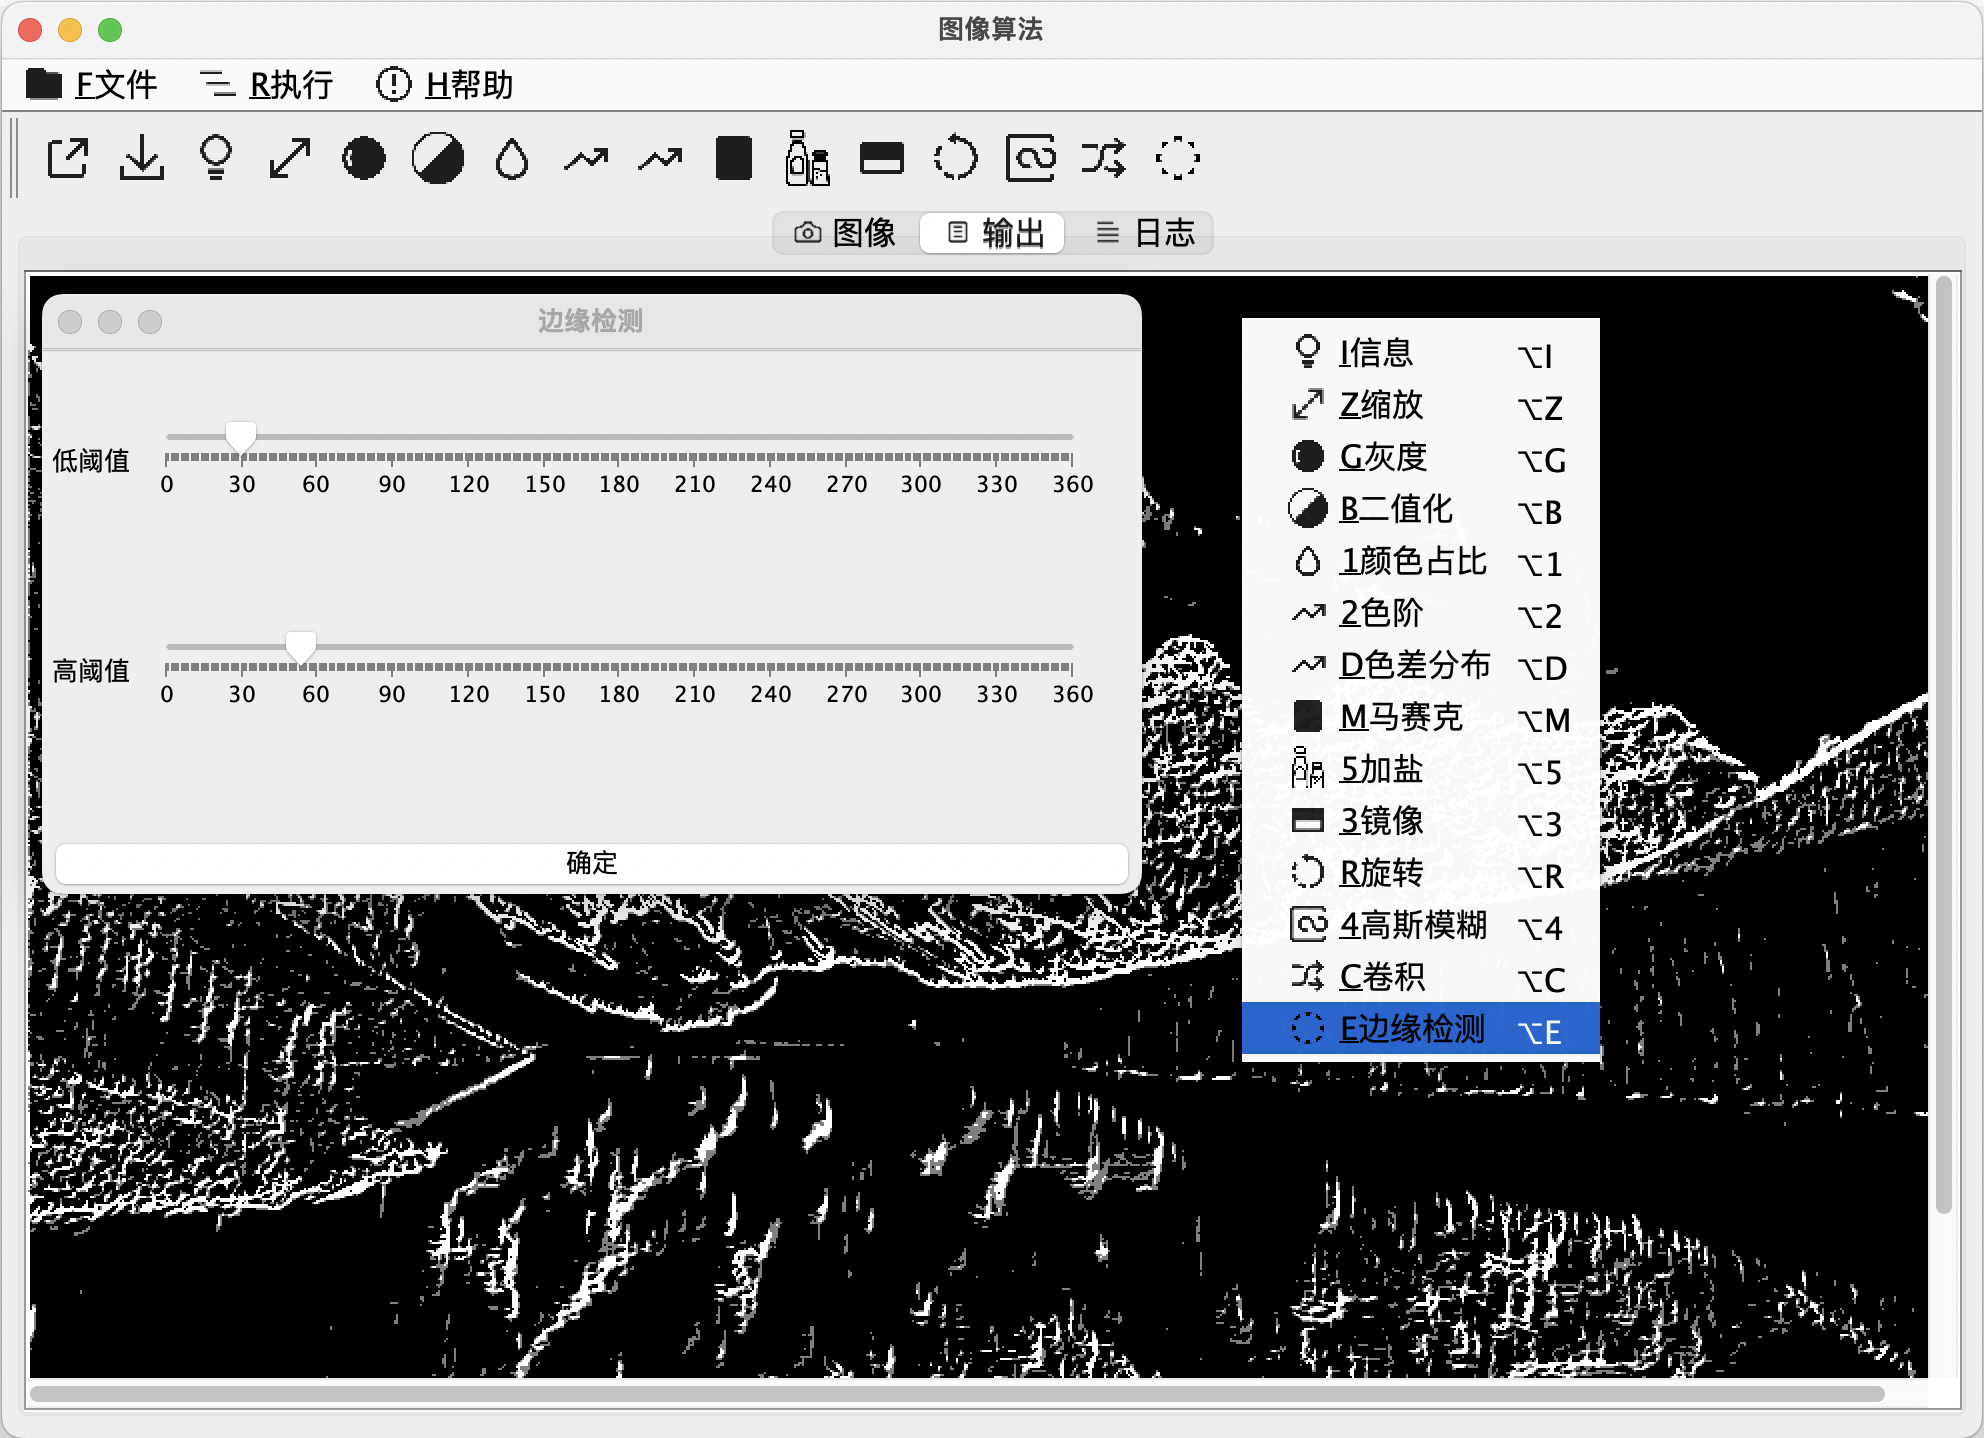 图像算法
F文件 R执行 H帮助
图像 输出 日志
边缘检测
低阈值
0 30 60 90 120 150 180 210 240 270 300 330 360
高阈值
0 30 60 90 120 150 180 210 240 270 300 330 360
确定
I信息 ⌥I
Z缩放 ⌥Z
G灰度 ⌥G
B二值化 ⌥B
1颜色占比 ⌥1
2色阶 ⌥2
D色差分布 ⌥D
M马赛克 ⌥M
5加盐 ⌥5
3镜像 ⌥3
R旋转 ⌥R
4高斯模糊 ⌥4
C卷积 ⌥C
E边缘检测 ⌥E